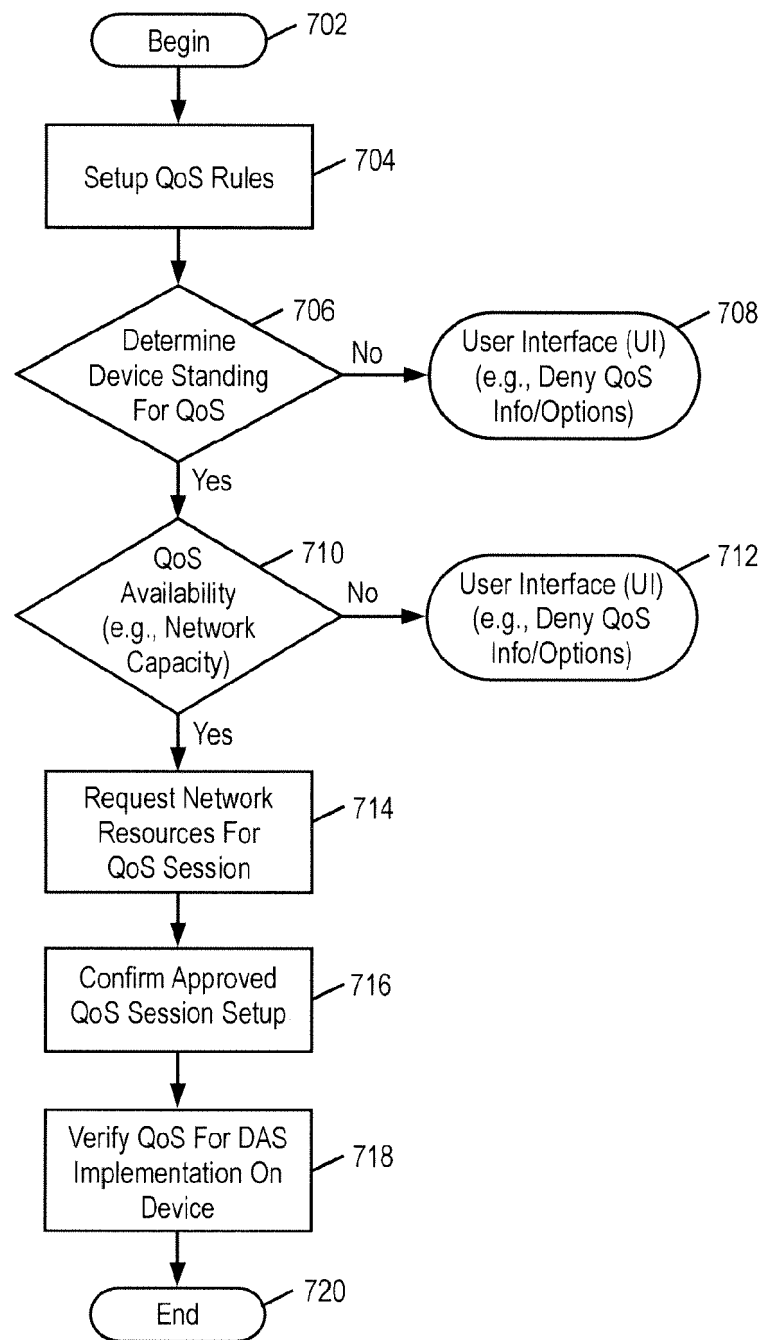 Begin
702
Setup QoS Rules
704
706
Determine
Device Standing
For QoS
No
708
User Interface (UI)
(e.g., Deny QoS
Info/Options)
Yes
710
QoS
Availability
(e.g., Network
Capacity)
No
712
User Interface (UI)
(e.g., Deny QoS
Info/Options)
Yes
Request Network
Resources For
QoS Session
714
Confirm Approved
QoS Session Setup
716
Verify QoS For DAS
Implementation On
Device
718
End
720